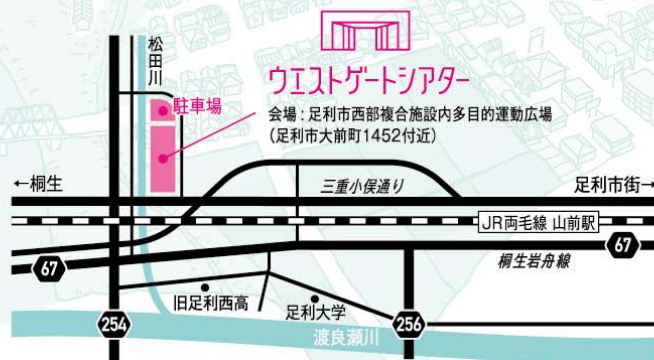 松田川
駐車場
ウエストゲートシアター
会場：足利市西部複合施設内多目的運動広場
（足利市大前町1452付近）
←桐生
三重小俣通り
足利市街→
JR両毛線 山前駅
67
67
桐生岩舟線
旧足利西高
足利大学
254
256
渡良瀬川